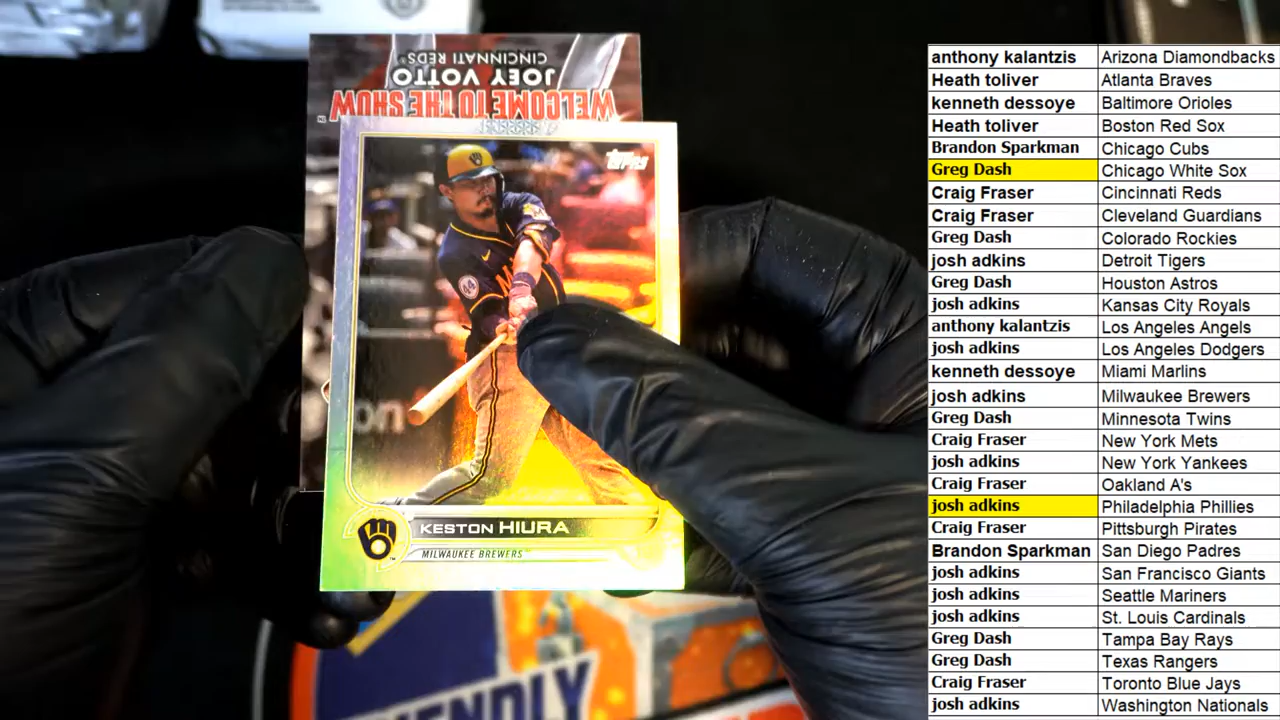 CINCINNATI REDS
JOEY VOTTO
WELCOME TO THE SHOW
topps
44
KESTON HIURA
MILWAUKEE BREWERS
ENDLY
anthony kalantzis Arizona Diamondbacks
Heath toliver Atlanta Braves
kenneth dessoye Baltimore Orioles
Heath toliver Boston Red Sox
Brandon Sparkman Chicago Cubs
Greg Dash Chicago White Sox
Craig Fraser Cincinnati Reds
Craig Fraser Cleveland Guardians
Greg Dash Colorado Rockies
josh adkins Detroit Tigers
Greg Dash Houston Astros
josh adkins Kansas City Royals
anthony kalantzis Los Angeles Angels
josh adkins Los Angeles Dodgers
kenneth dessoye Miami Marlins
josh adkins Milwaukee Brewers
Greg Dash Minnesota Twins
Craig Fraser New York Mets
josh adkins New York Yankees
Craig Fraser Oakland A's
josh adkins Philadelphia Phillies
Craig Fraser Pittsburgh Pirates
Brandon Sparkman San Diego Padres
josh adkins San Francisco Giants
josh adkins Seattle Mariners
josh adkins St. Louis Cardinals
Greg Dash Tampa Bay Rays
Greg Dash Texas Rangers
Craig Fraser Toronto Blue Jays
josh adkins Washington Nationals